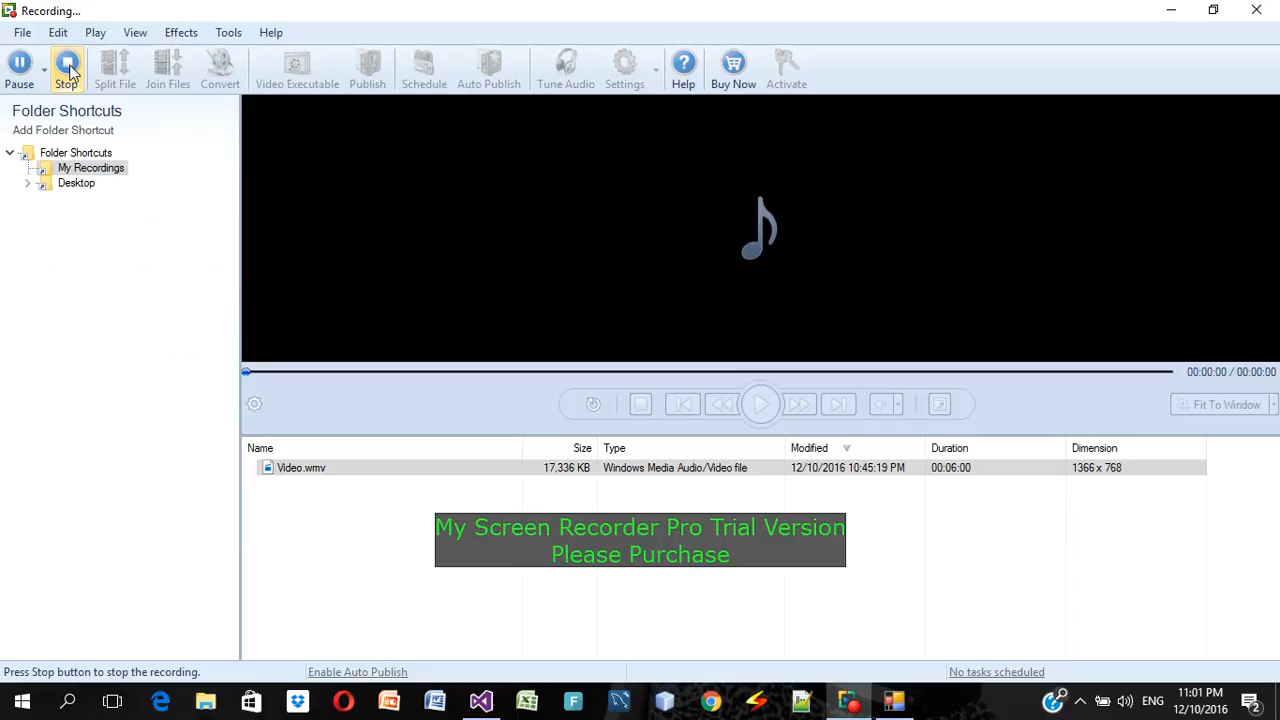 Recording...
File Edit Play View Effects Tools Help
Pause Stop Split File Join Files Convert Video Executable Publish Schedule Auto Publish Tune Audio Settings Help Buy Now Activate
Folder Shortcuts
Add Folder Shortcut
Folder Shortcuts
My Recordings
Desktop
00:00:00 / 00:00:00
Fit To Window
Name Size Type Modified Duration Dimension
Video.wmv 17,336 KB Windows Media Audio/Video file 12/10/2016 10:45:19 PM 00:06:00 1366 x 768
My Screen Recorder Pro Trial Version
Please Purchase
Press Stop button to stop the recording. Enable Auto Publish No tasks scheduled
ENG 11:01 PM
12/10/2016 2